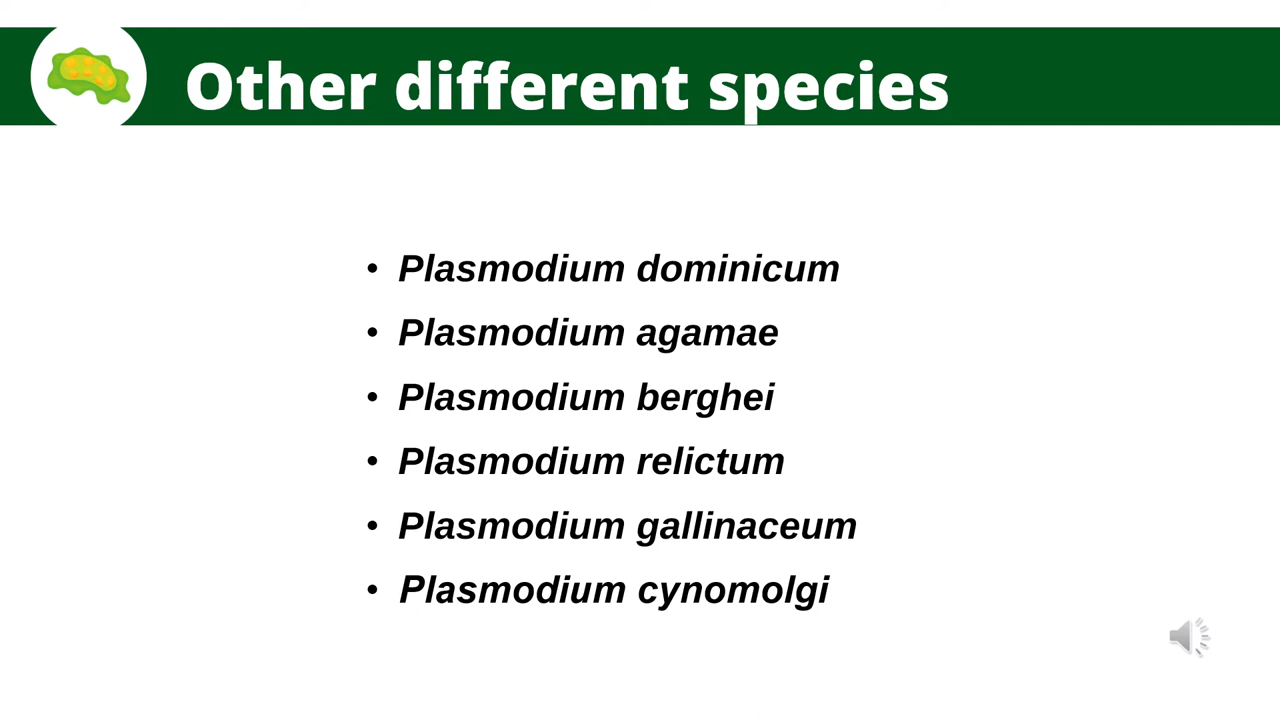 Other different species
• Plasmodium dominicum
• Plasmodium agamae
• Plasmodium berghei
• Plasmodium relictum
• Plasmodium gallinaceum
• Plasmodium cynomolgi